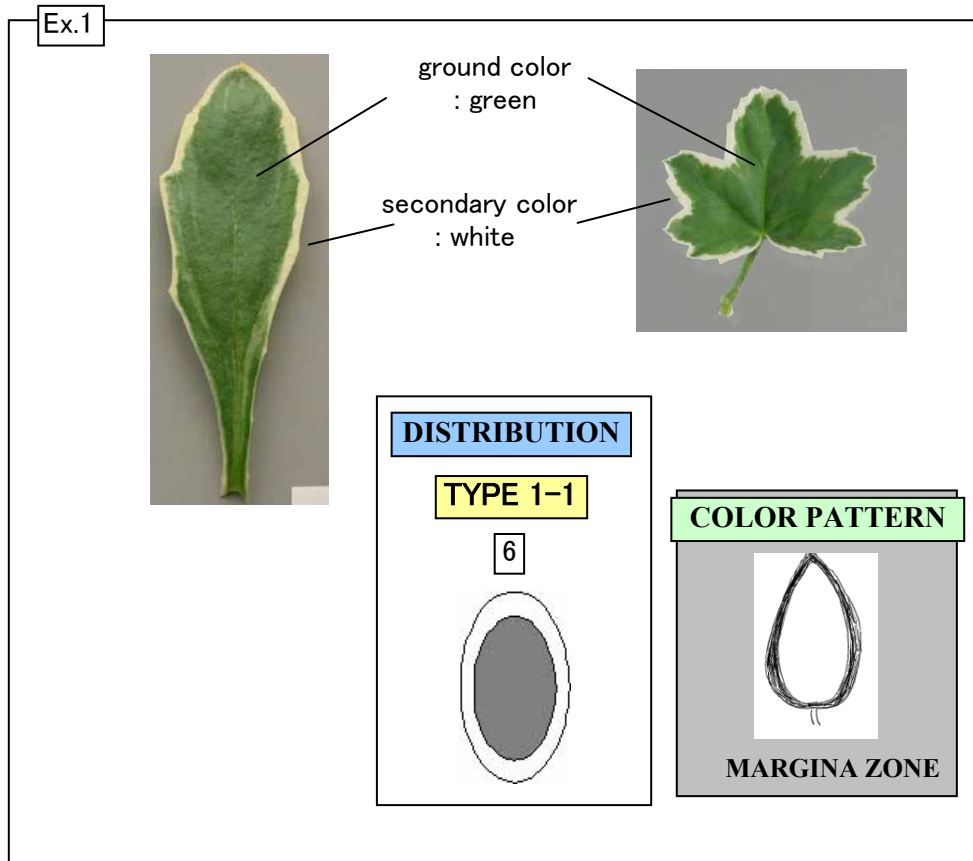 Ex.1
ground color
: green
secondary color
: white
DISTRIBUTION
TYPE 1-1
6
COLOR PATTERN
MARGINA ZONE